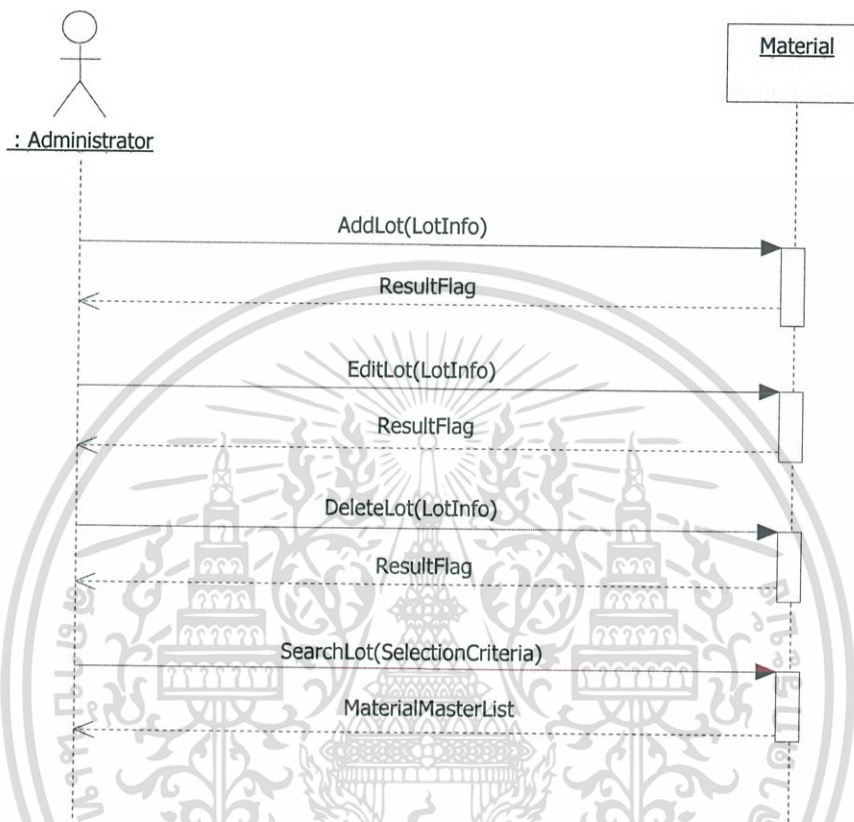 Material
: Administrator
AddLot(LotInfo)
ResultFlag
EditLot(LotInfo)
ResultFlag
DeleteLot(LotInfo)
ResultFlag
SearchLot(SelectionCriteria)
MaterialMasterList